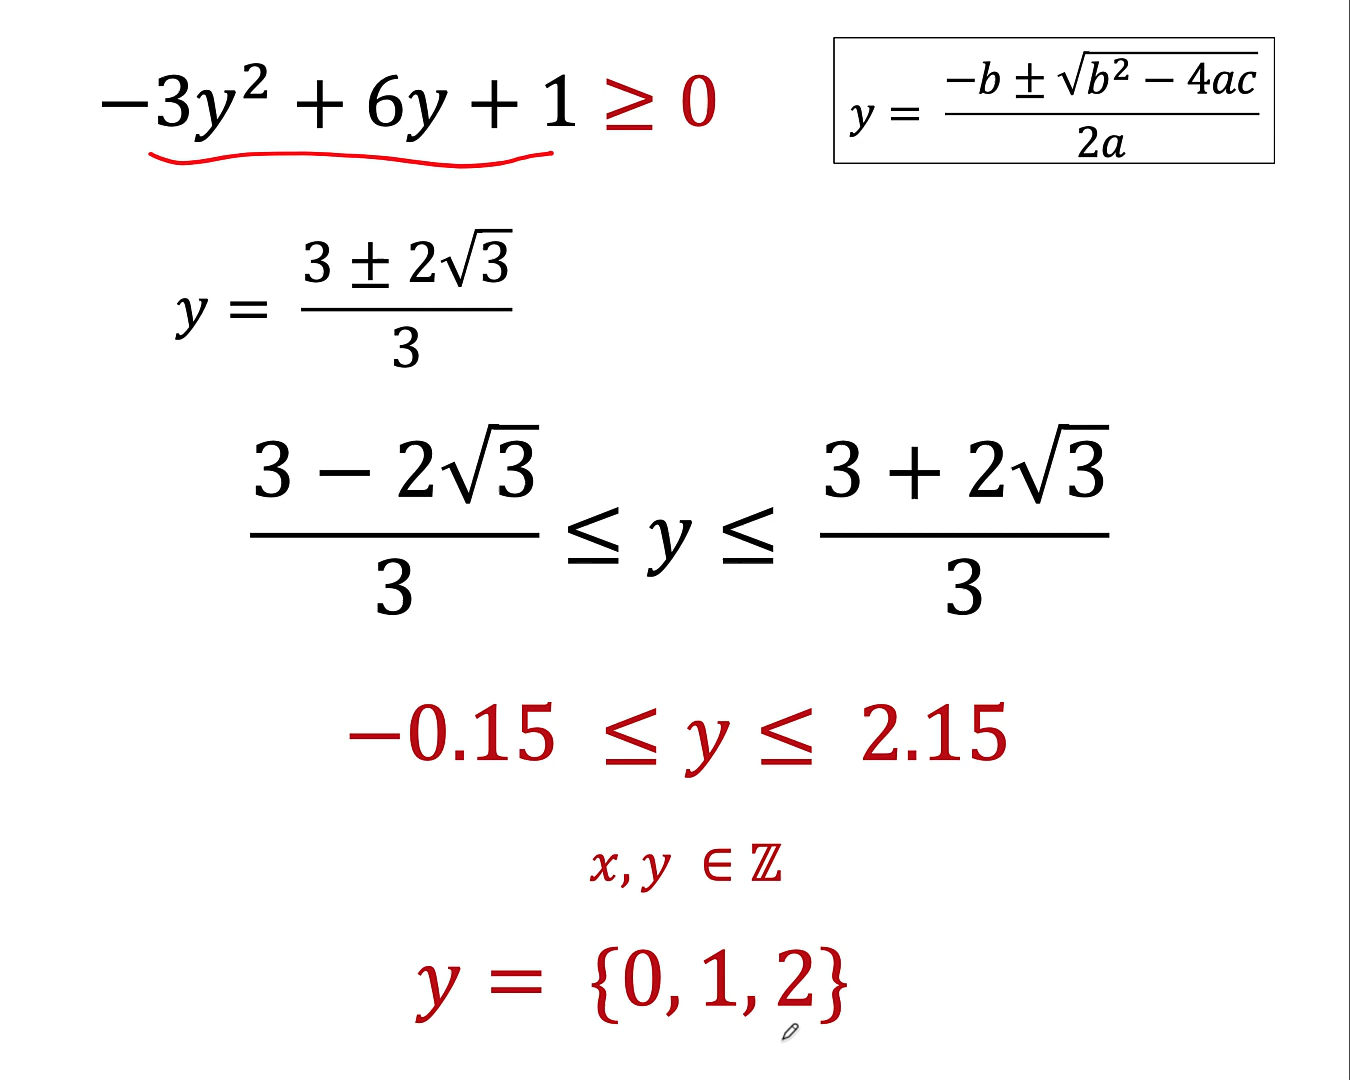 −3y² + 6y + 1 ≥ 0
y = (−b ± √(b² − 4ac)) / 2a
y = (3 ± 2√3) / 3
(3 − 2√3) / 3 ≤ y ≤ (3 + 2√3) / 3
−0.15 ≤ y ≤ 2.15
x, y ∈ ℤ
y = {0, 1, 2}